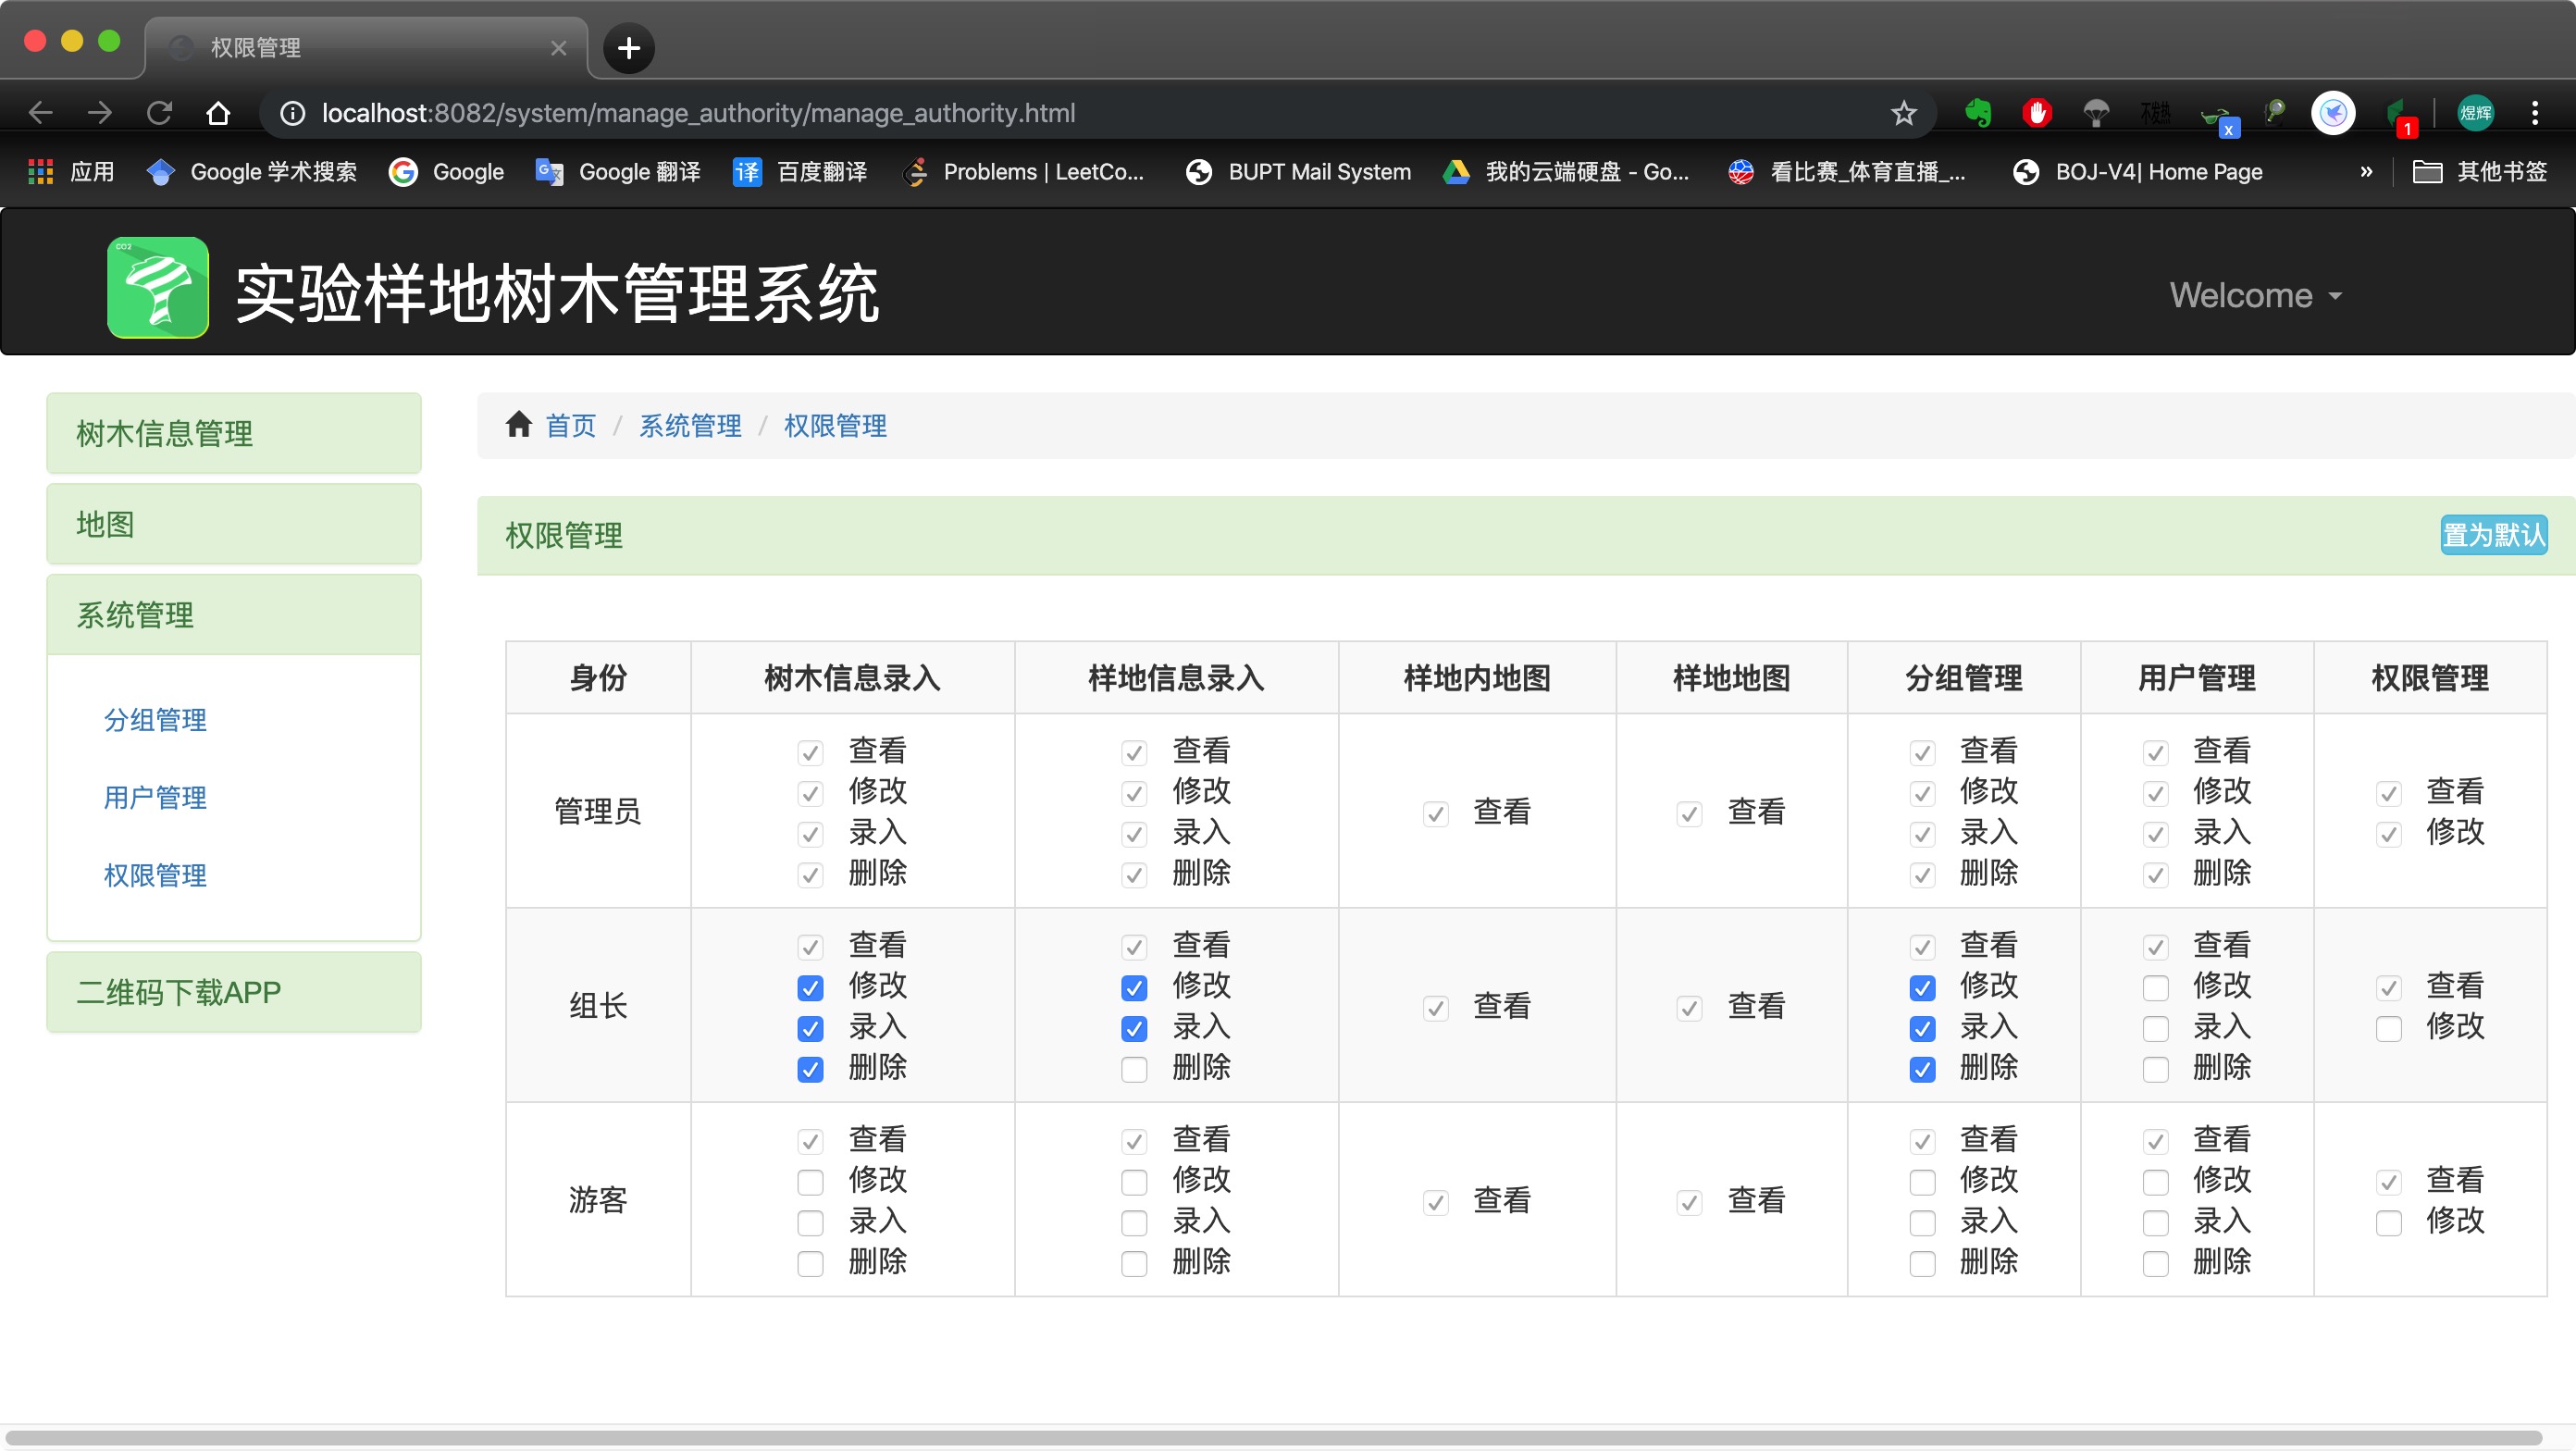 权限管理
localhost:8082/system/manage_authority/manage_authority.html
不发热
x
1
煜辉
应用
Google 学术搜索
Google
Google 翻译
译
百度翻译
Problems | LeetCo...
BUPT Mail System
我的云端硬盘 - Go...
看比赛_体育直播_...
BOJ-V4| Home Page
»
其他书签
CO2
实验样地树木管理系统
Welcome
树木信息管理
地图
系统管理
分组管理
用户管理
权限管理
二维码下载APP
首页 / 系统管理 / 权限管理
权限管理 置为默认
身份 树木信息录入 样地信息录入 样地内地图 样地地图 分组管理 用户管理 权限管理
管理员
查看 修改 录入 删除
查看 修改 录入 删除
查看
查看
查看 修改 录入 删除
查看 修改 录入 删除
查看 修改
组长
查看 修改 录入 删除
查看 修改 录入 删除
查看
查看
查看 修改 录入 删除
查看 修改 录入 删除
查看 修改
游客
查看 修改 录入 删除
查看 修改 录入 删除
查看
查看
查看 修改 录入 删除
查看 修改 录入 删除
查看 修改